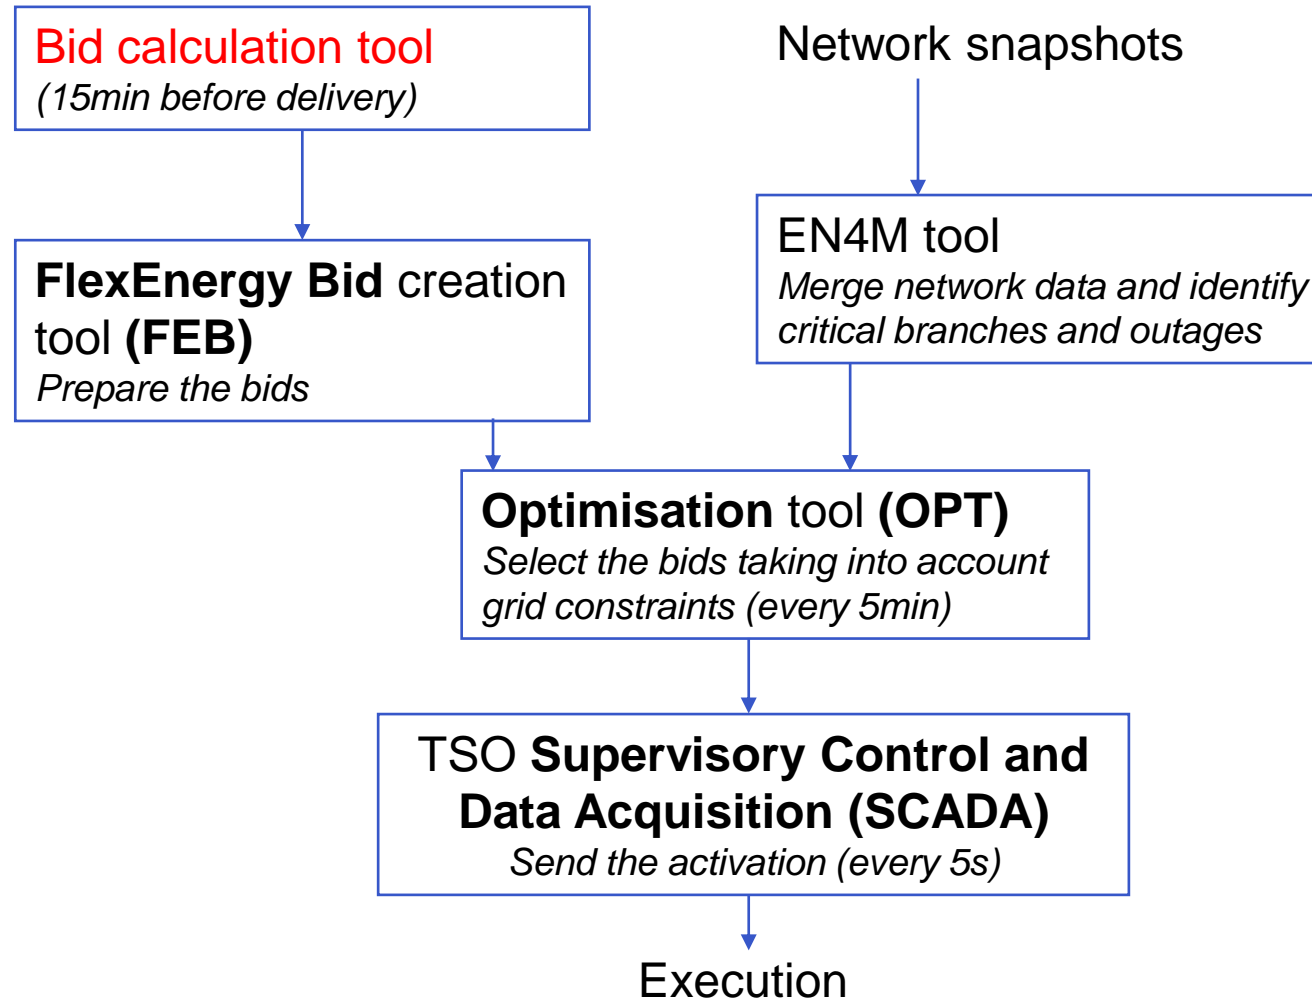 Bid calculation tool
(15min before delivery)
Network snapshots
FlexEnergy Bid creation
tool (FEB)
Prepare the bids
EN4M tool
Merge network data and identify
critical branches and outages
Optimisation tool (OPT)
Select the bids taking into account
grid constraints (every 5min)
TSO Supervisory Control and
Data Acquisition (SCADA)
Send the activation (every 5s)
Execution